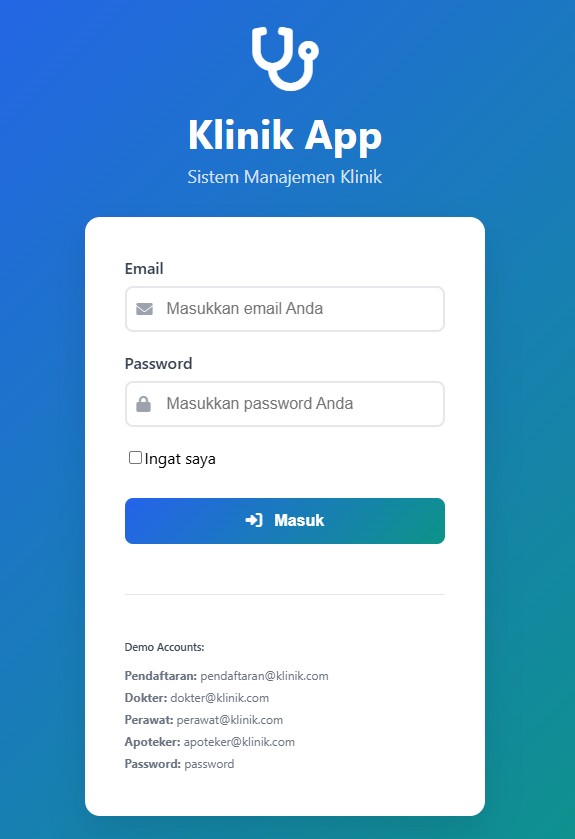 Klinik App
Sistem Manajemen Klinik
Email
Masukkan email Anda
Password
Masukkan password Anda
Ingat saya
Masuk
Demo Accounts:
Pendaftaran: pendaftaran@klinik.com
Dokter: dokter@klinik.com
Perawat: perawat@klinik.com
Apoteker: apoteker@klinik.com
Password: password